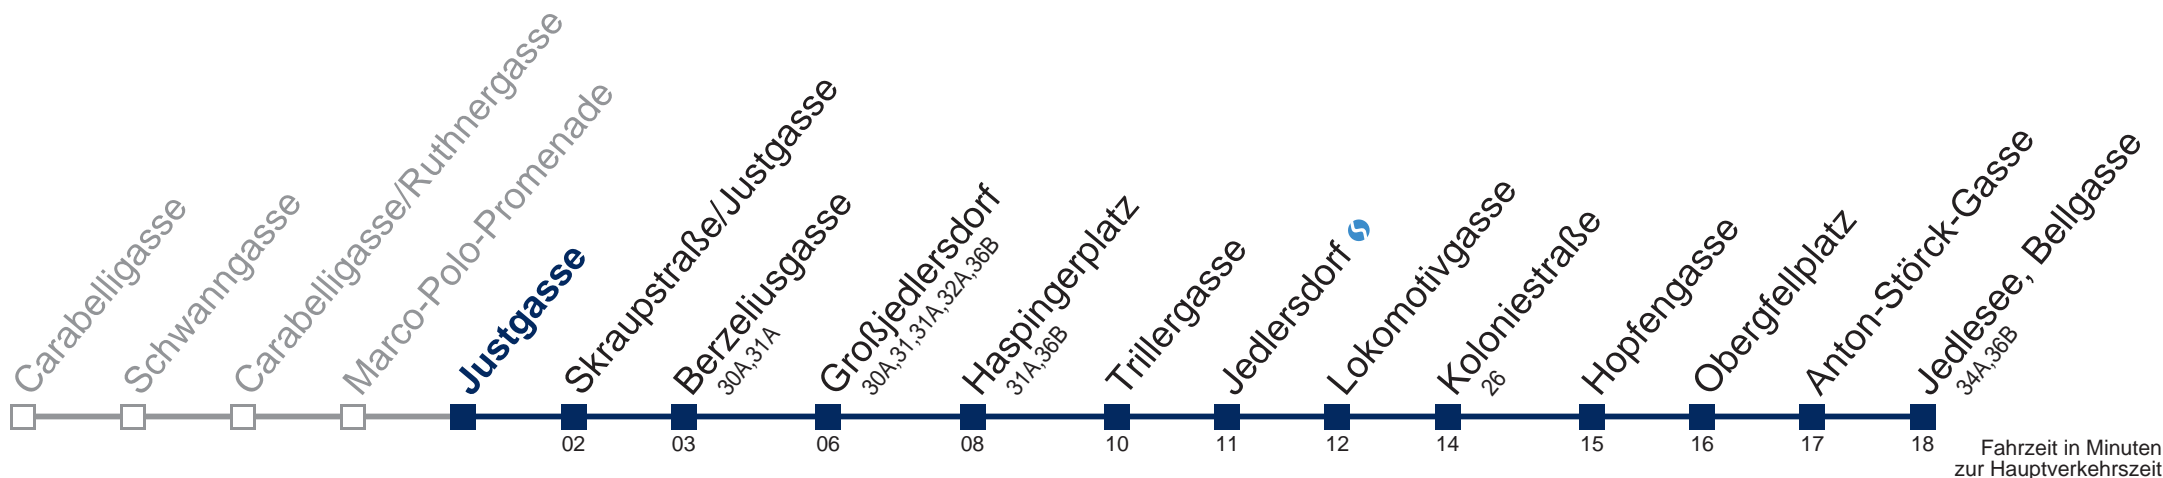 Carabelligasse
Schwanngasse
Carabelligasse/Ruthnergasse
Marco-Polo-Promenade
Justgasse
Skraupstraße/Justgasse
02
Berzeliusgasse
30A,31A
03
Großjedlersdorf
30A,31,31A,32A,36B
06
Haspingerplatz
31A,36B
08
Trillergasse
10
Jedlersdorf
11
Lokomotivgasse
12
Koloniestraße
26
14
Hopfengasse
15
Obergfellplatz
16
Anton-Störck-Gasse
17
Jedlesee, Bellgasse
34A,36B
18
Fahrzeit in Minuten
zur Hauptverkehrszeit